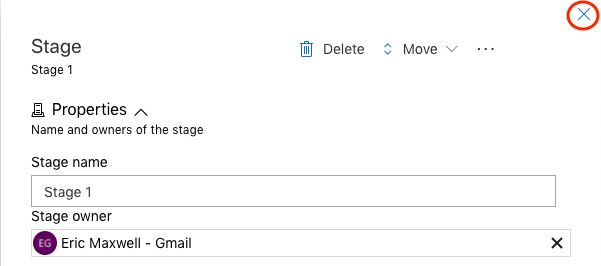 Stage
Delete
Move
...
Stage 1
Properties
Name and owners of the stage
Stage name
Stage 1
Stage owner
EG
Eric Maxwell - Gmail